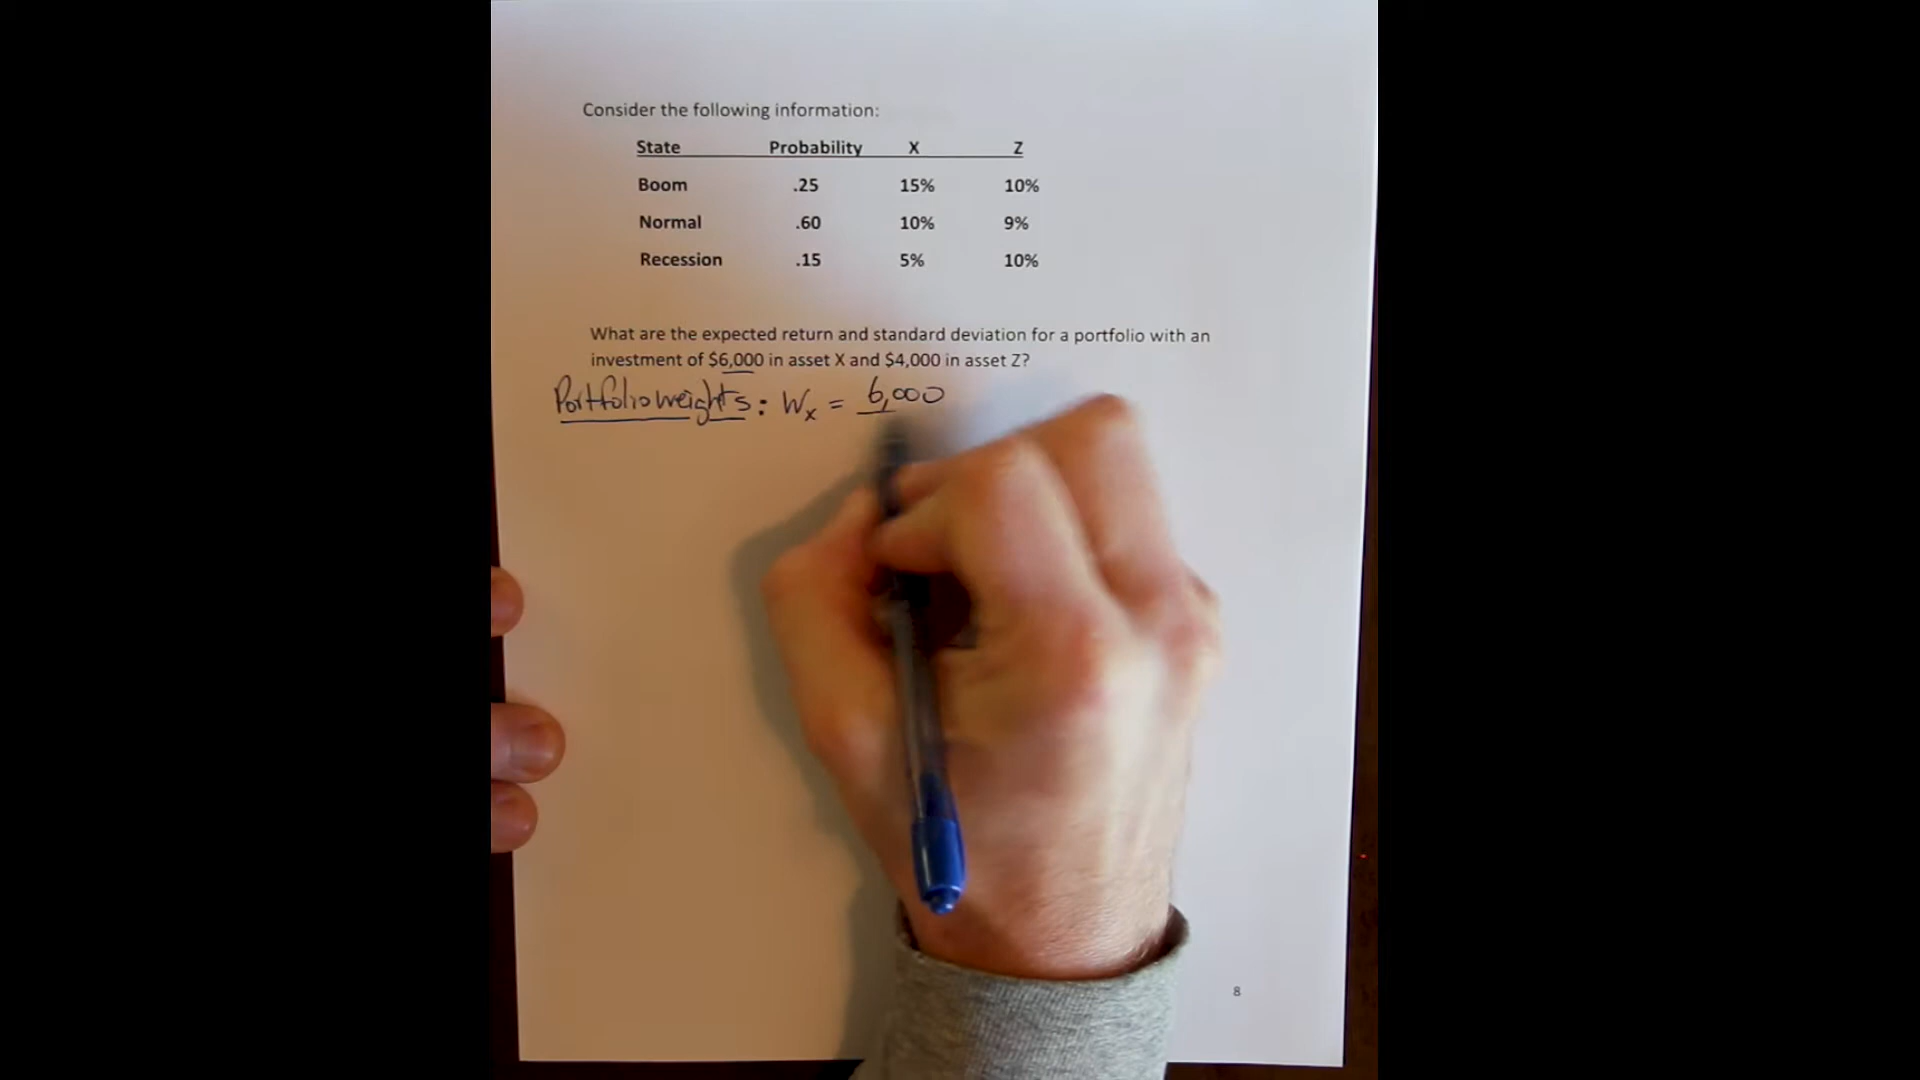 Consider the following information:
State Probability X Z
Boom .25 15% 10%
Normal .60 10% 9%
Recession .15 5% 10%
What are the expected return and standard deviation for a portfolio with an
investment of $6,000 in asset X and $4,000 in asset Z?
Portfolio weights: Wx = 6,000
8